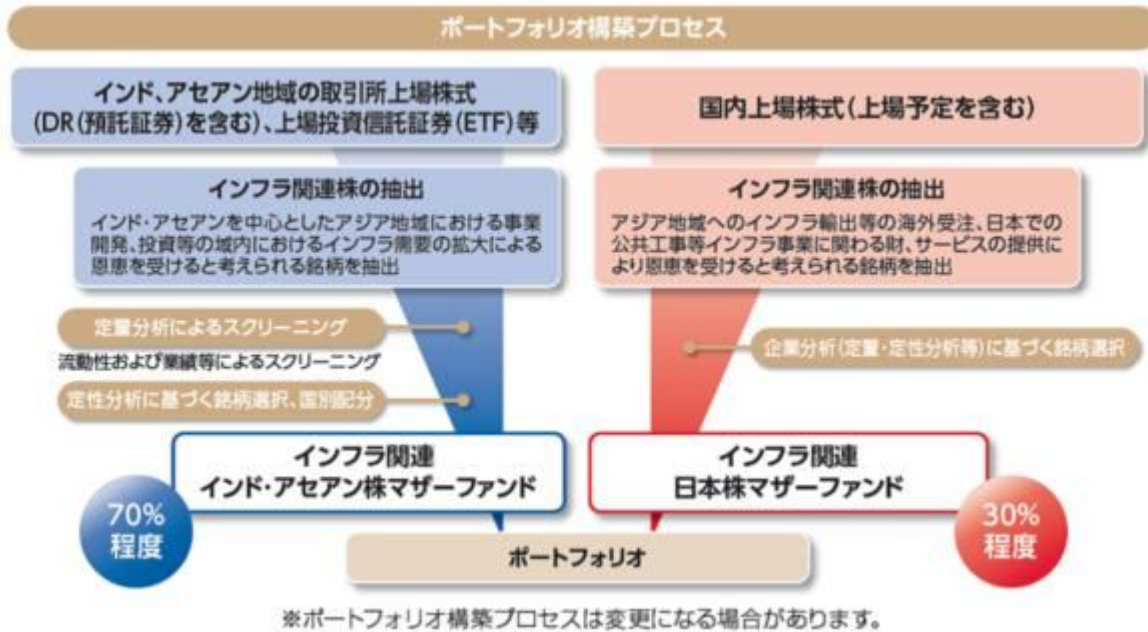 ポートフォリオ構築プロセス
インド、アセアン地域の取引所上場株式
(DR(預託証券)を含む)、上場投資信託証券(ETF)等
インフラ関連株の抽出
インド・アセアンを中心としたアジア地域における事業
開発、投資等の域内におけるインフラ需要の拡大による
恩恵を受けると考えられる銘柄を抽出
定量分析によるスクリーニング
流動性および業績等によるスクリーニング
定性分析に基づく銘柄選択、国別配分
インフラ関連
インド・アセアン株マザーファンド
70%
程度
国内上場株式(上場予定を含む)
インフラ関連株の抽出
アジア地域へのインフラ輸出等の海外受注、日本での
公共工事等インフラ事業に関わる財、サービスの提供に
より恩恵を受けると考えられる銘柄を抽出
企業分析(定量・定性分析等)に基づく銘柄選択
インフラ関連
日本株マザーファンド
30%
程度
ポートフォリオ
※ポートフォリオ構築プロセスは変更になる場合があります。